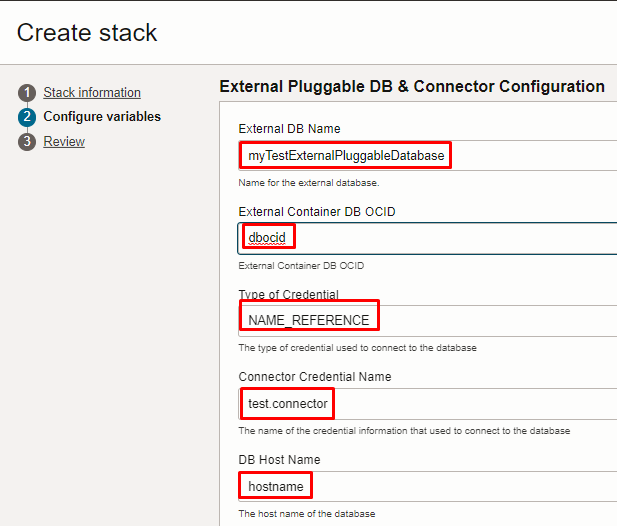 Create stack
1 Stack information
2 Configure variables
3 Review
External Pluggable DB & Connector Configuration
External DB Name
myTestExternalPluggableDatabase
Name for the external database.
External Container DB OCID
dbocid
External Container DB OCID
Type of Credential
NAME_REFERENCE
The type of credential used to connect to the database
Connector Credential Name
test.connector
The name of the credential information that used to connect to the database
DB Host Name
hostname
The host name of the database